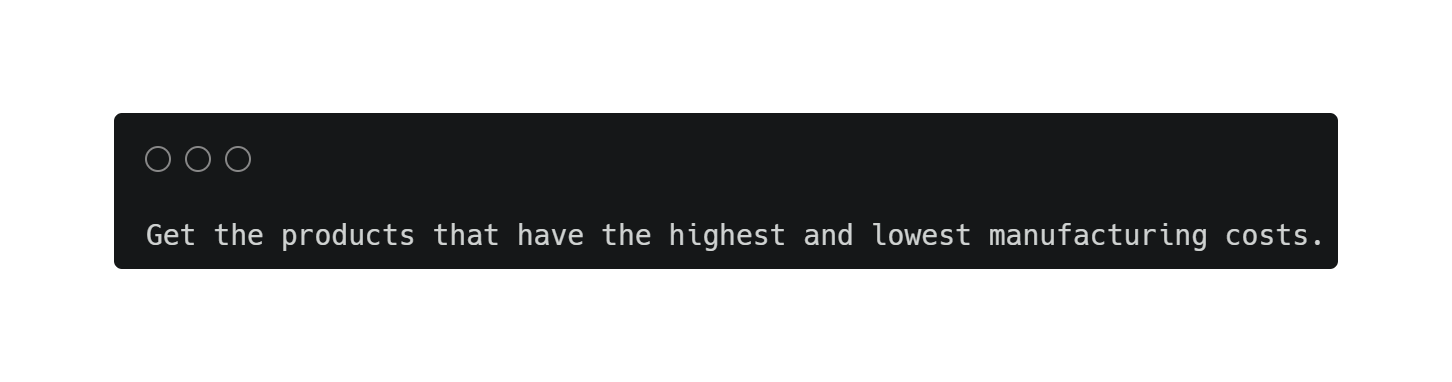 Get the products that have the highest and lowest manufacturing costs.